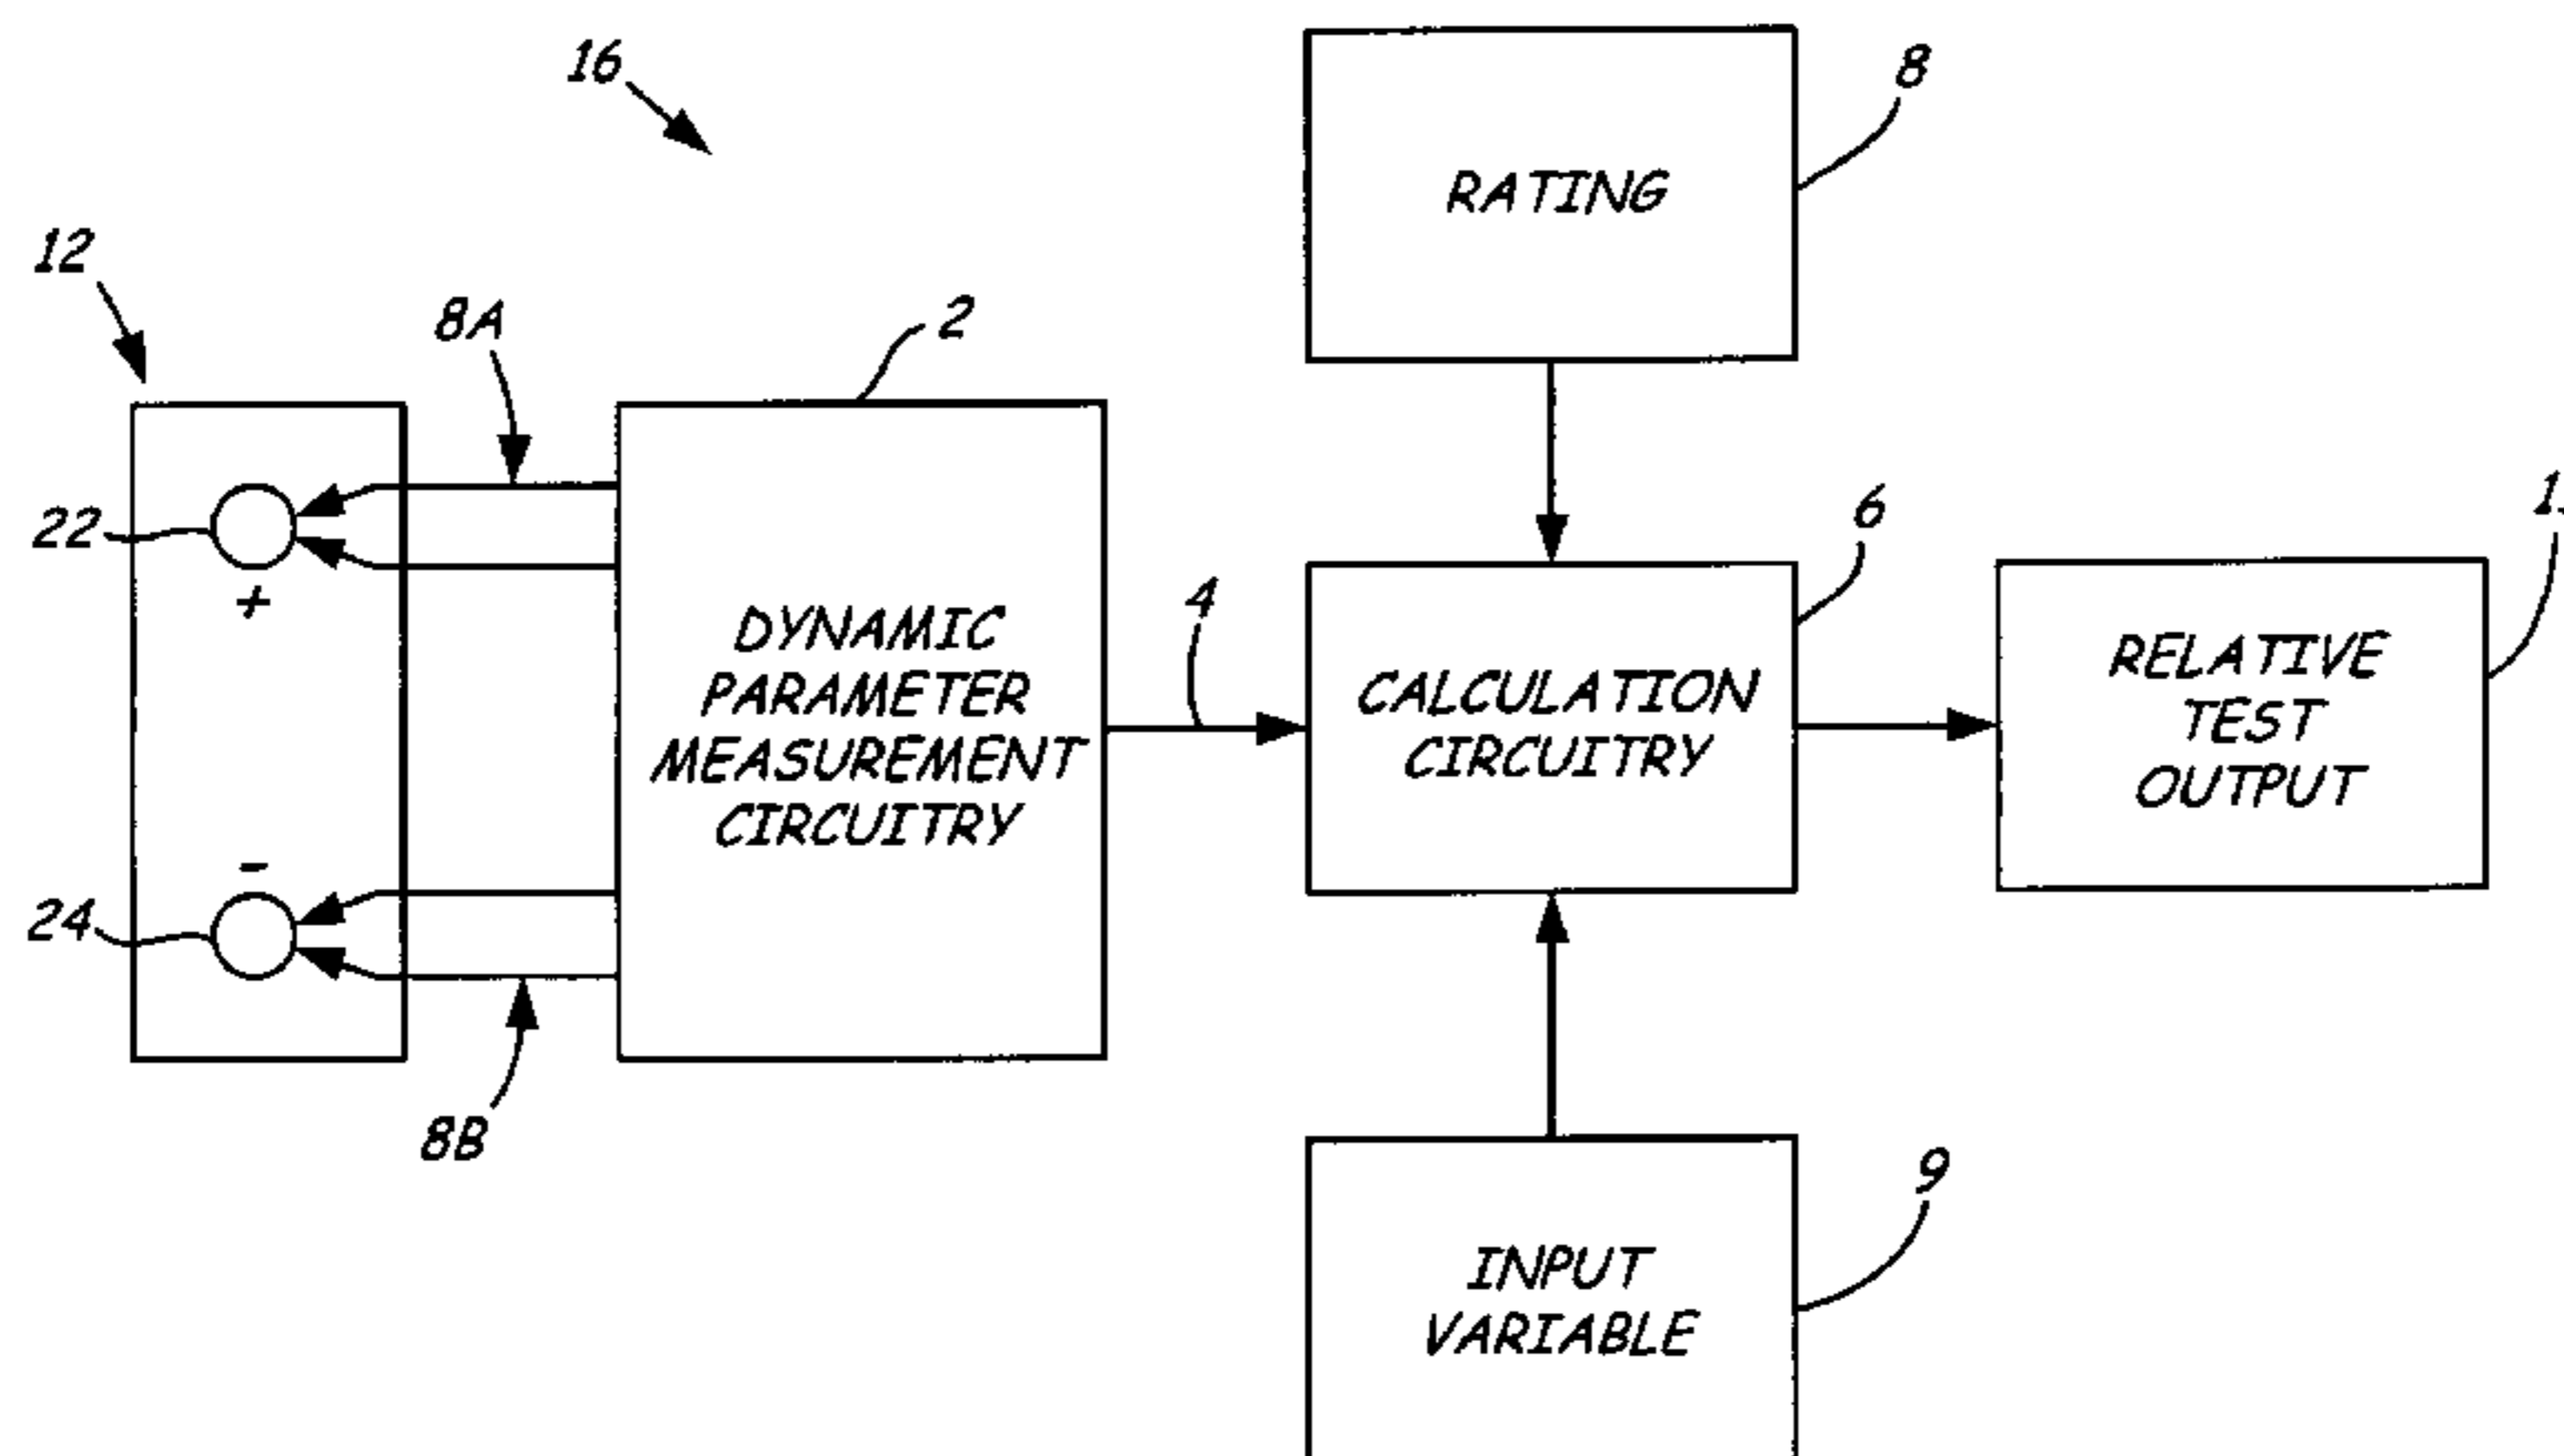 16
8
RATING
12
8A
2
22
+
6
4
DYNAMIC
PARAMETER
MEASUREMENT
CIRCUITRY
CALCULATION
CIRCUITRY
RELATIVE
TEST
OUTPUT
-
24
8B
9
INPUT
VARIABLE